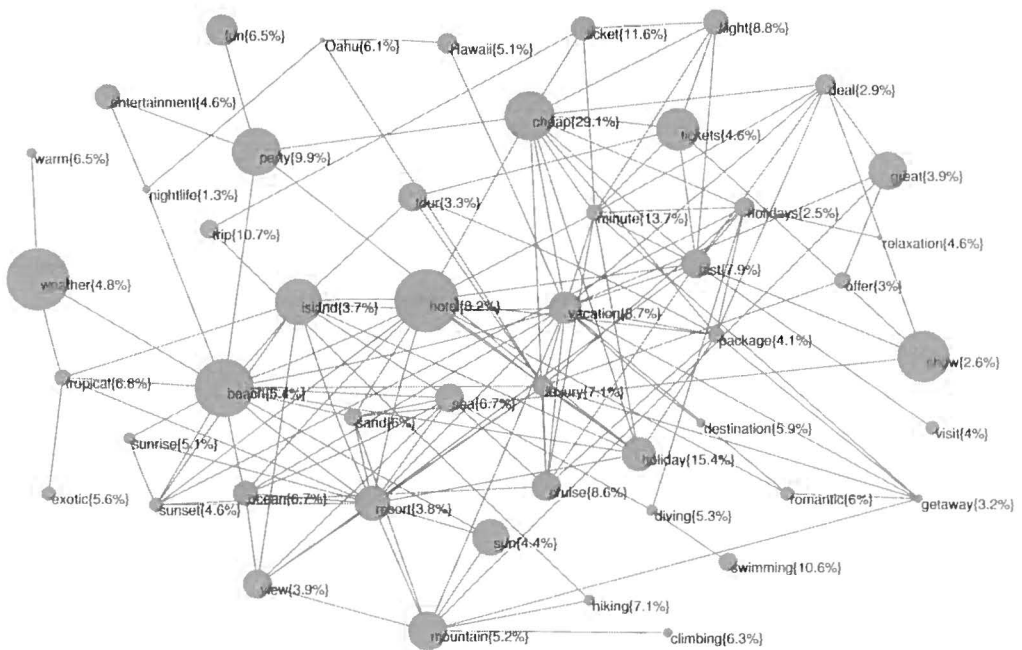 fun{6.5%}
Oahu{6.1%}
Hawaii{5.1%}
ticket{11.6%}
flight{8.8%}
entertainment{4.6%}
deal{2.9%}
cheap{29.1%}
tickets{4.6%}
warm{6.5%}
party{9.9%}
great{3.9%}
nightlife{1.3%}
tour{3.3%}
minute{13.7%}
Holidays{2.5%}
trip{10.7%}
relaxation{4.6%}
last{7.9%}
weather{4.8%}
offer{3%}
island{3.7%}
hotel{8.2%}
vacation{8.7%}
package{4.1%}
show{2.6%}
tropical{6.8%}
beach{5.4%}
luxury{7.1%}
sea{6.7%}
sand{6%}
destination{5.9%}
visit{4%}
sunrise{5.1%}
holiday{15.4%}
exotic{5.6%}
sunset{4.6%}
ocean{6.7%}
resort{3.8%}
cruise{8.6%}
diving{5.3%}
romantic{6%}
getaway{3.2%}
sun{4.4%}
swimming{10.6%}
view{3.9%}
hiking{7.1%}
mountain{5.2%}
climbing{6.3%}